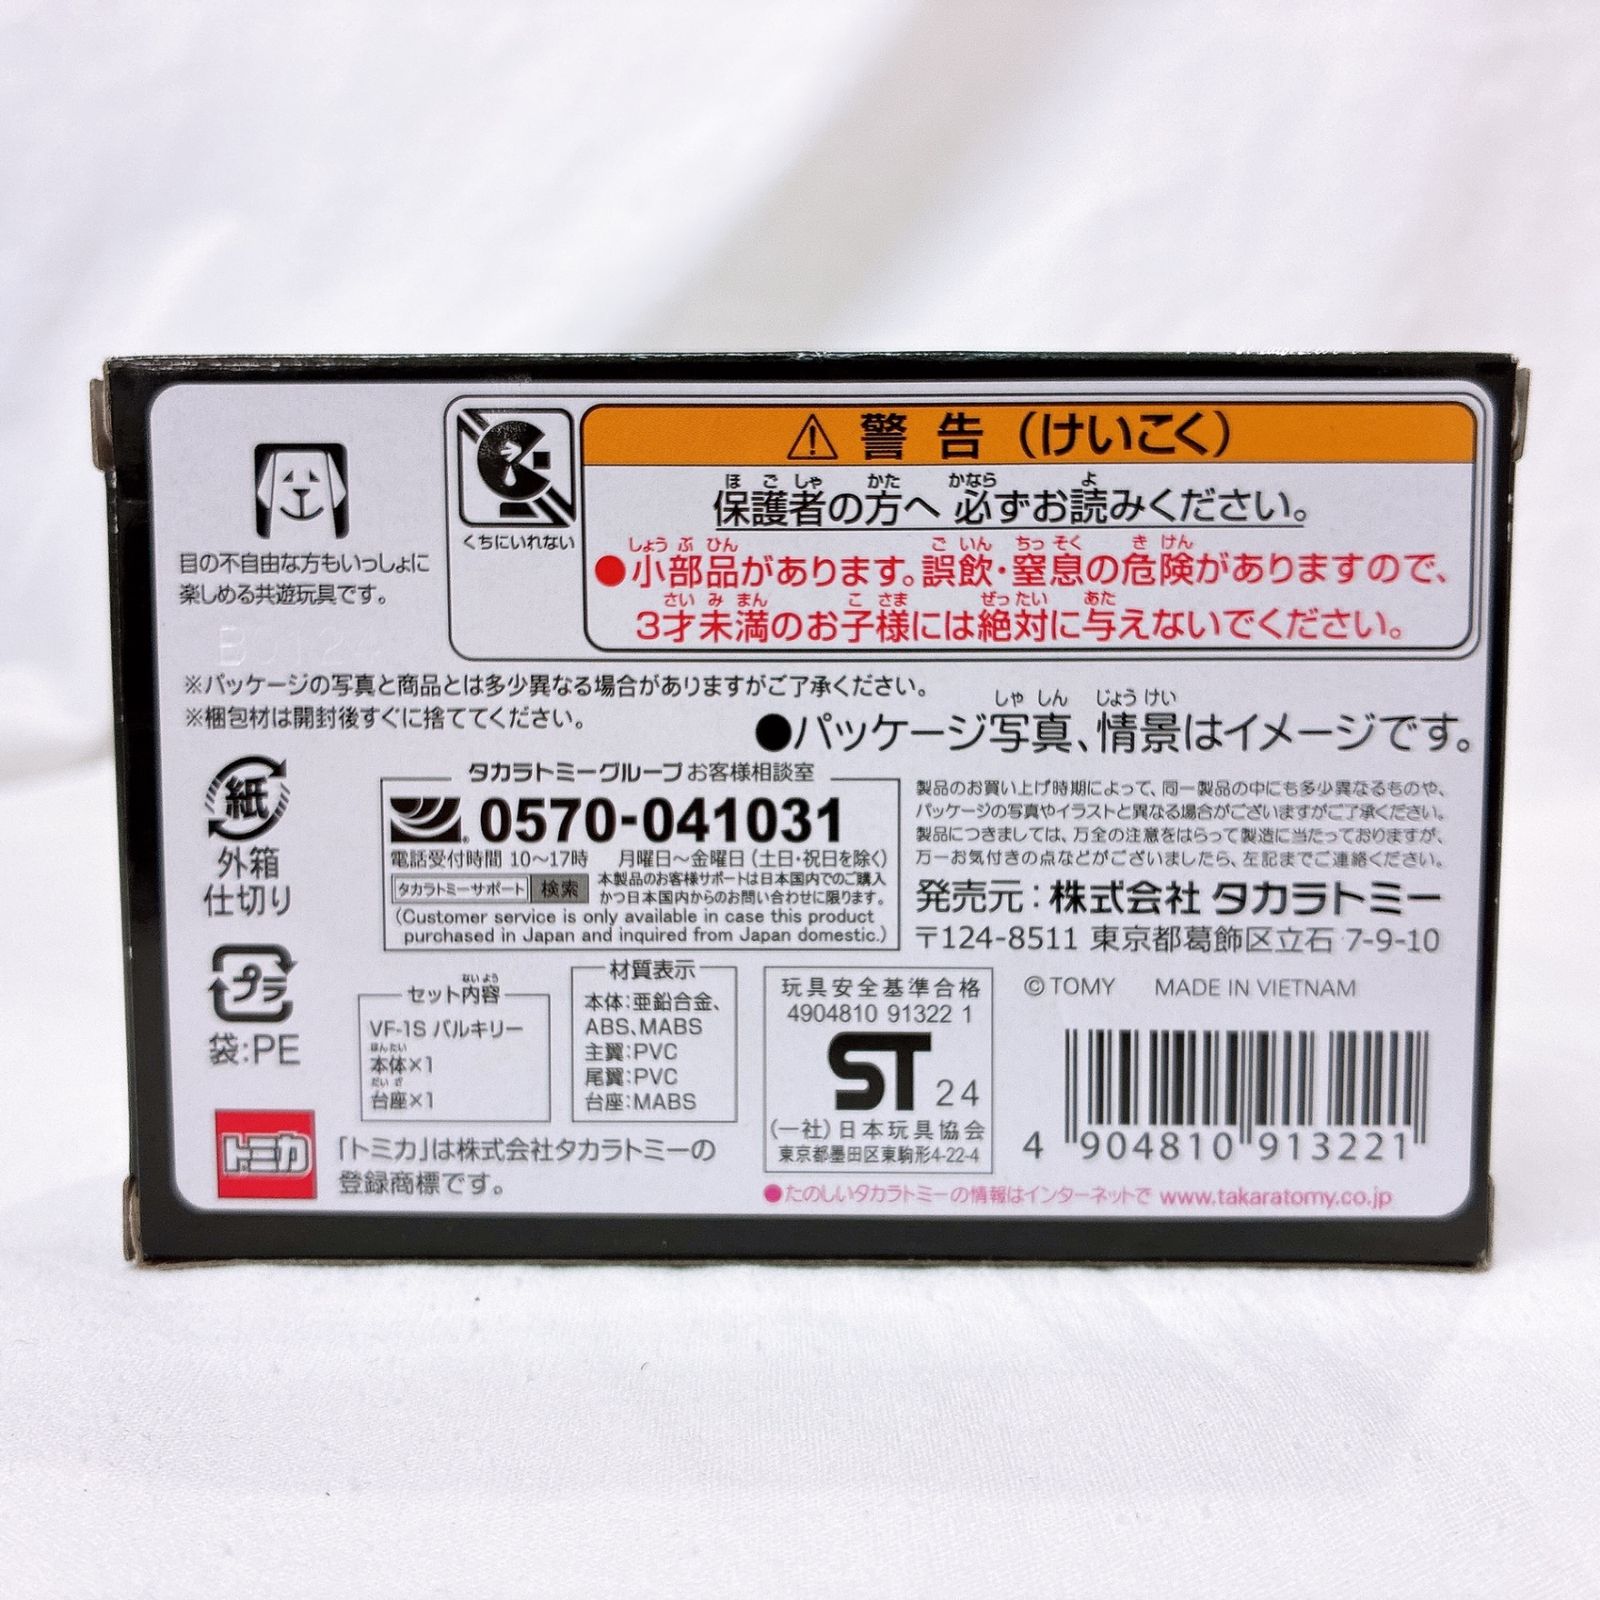 警告（けいこく）
ほごしゃ かた かなら よ
保護者の方へ 必ずお読みください。
くちにいれない
しょう ぶ ひん ご いん ちっ そく き けん
●小部品があります。誤飲・窒息の危険がありますので、
さい み まん こ さま ぜったい あた
3才未満のお子様には絶対に与えないでください。
目の不自由な方もいっしょに
楽しめる共遊玩具です。
※パッケージの写真と商品とは多少異なる場合がありますがご了承ください。
※梱包材は開封後すぐに捨ててください。
しゃ しん じょう けい
●パッケージ写真、情景はイメージです。
紙
外箱
仕切り
プラ
袋:PE
タカラトミーグループ お客様相談室
0570-041031
電話受付時間 10〜17時 月曜日〜金曜日（土日・祝日を除く）
タカラトミーサポート 検索
本製品のお客様サポートは日本国内でのご購入
かつ日本国内からのお問い合わせに限ります。
(Customer service is only available in case this product
purchased in Japan and inquired from Japan domestic.)
製品のお買い上げ時期によって、同一製品の中にも多少異なるものや、
パッケージの写真やイラストと異なる場合がございますがご了承ください。
製品につきましては、万全の注意をはらって製造に当たっておりますが、
万一お気付きの点などがございましたら、左記までご連絡ください。
発売元：株式会社 タカラトミー
〒124-8511 東京都葛飾区立石 7-9-10
ないよう
セット内容
VF-1S バルキリー
ほんたい
本体×1
だい ざ
台座×1
材質表示
本体：亜鉛合金、
ABS、MABS
主翼：PVC
尾翼：PVC
台座：MABS
玩具安全基準合格
4904810 91322 1
ST 24
(一社)日本玩具協会
東京都墨田区東駒形4-22-4
© TOMY MADE IN VIETNAM
4 904810 913221
トミカ
「トミカ」は株式会社タカラトミーの
登録商標です。
●たのしいタカラトミーの情報はインターネットで www.takaratomy.co.jp